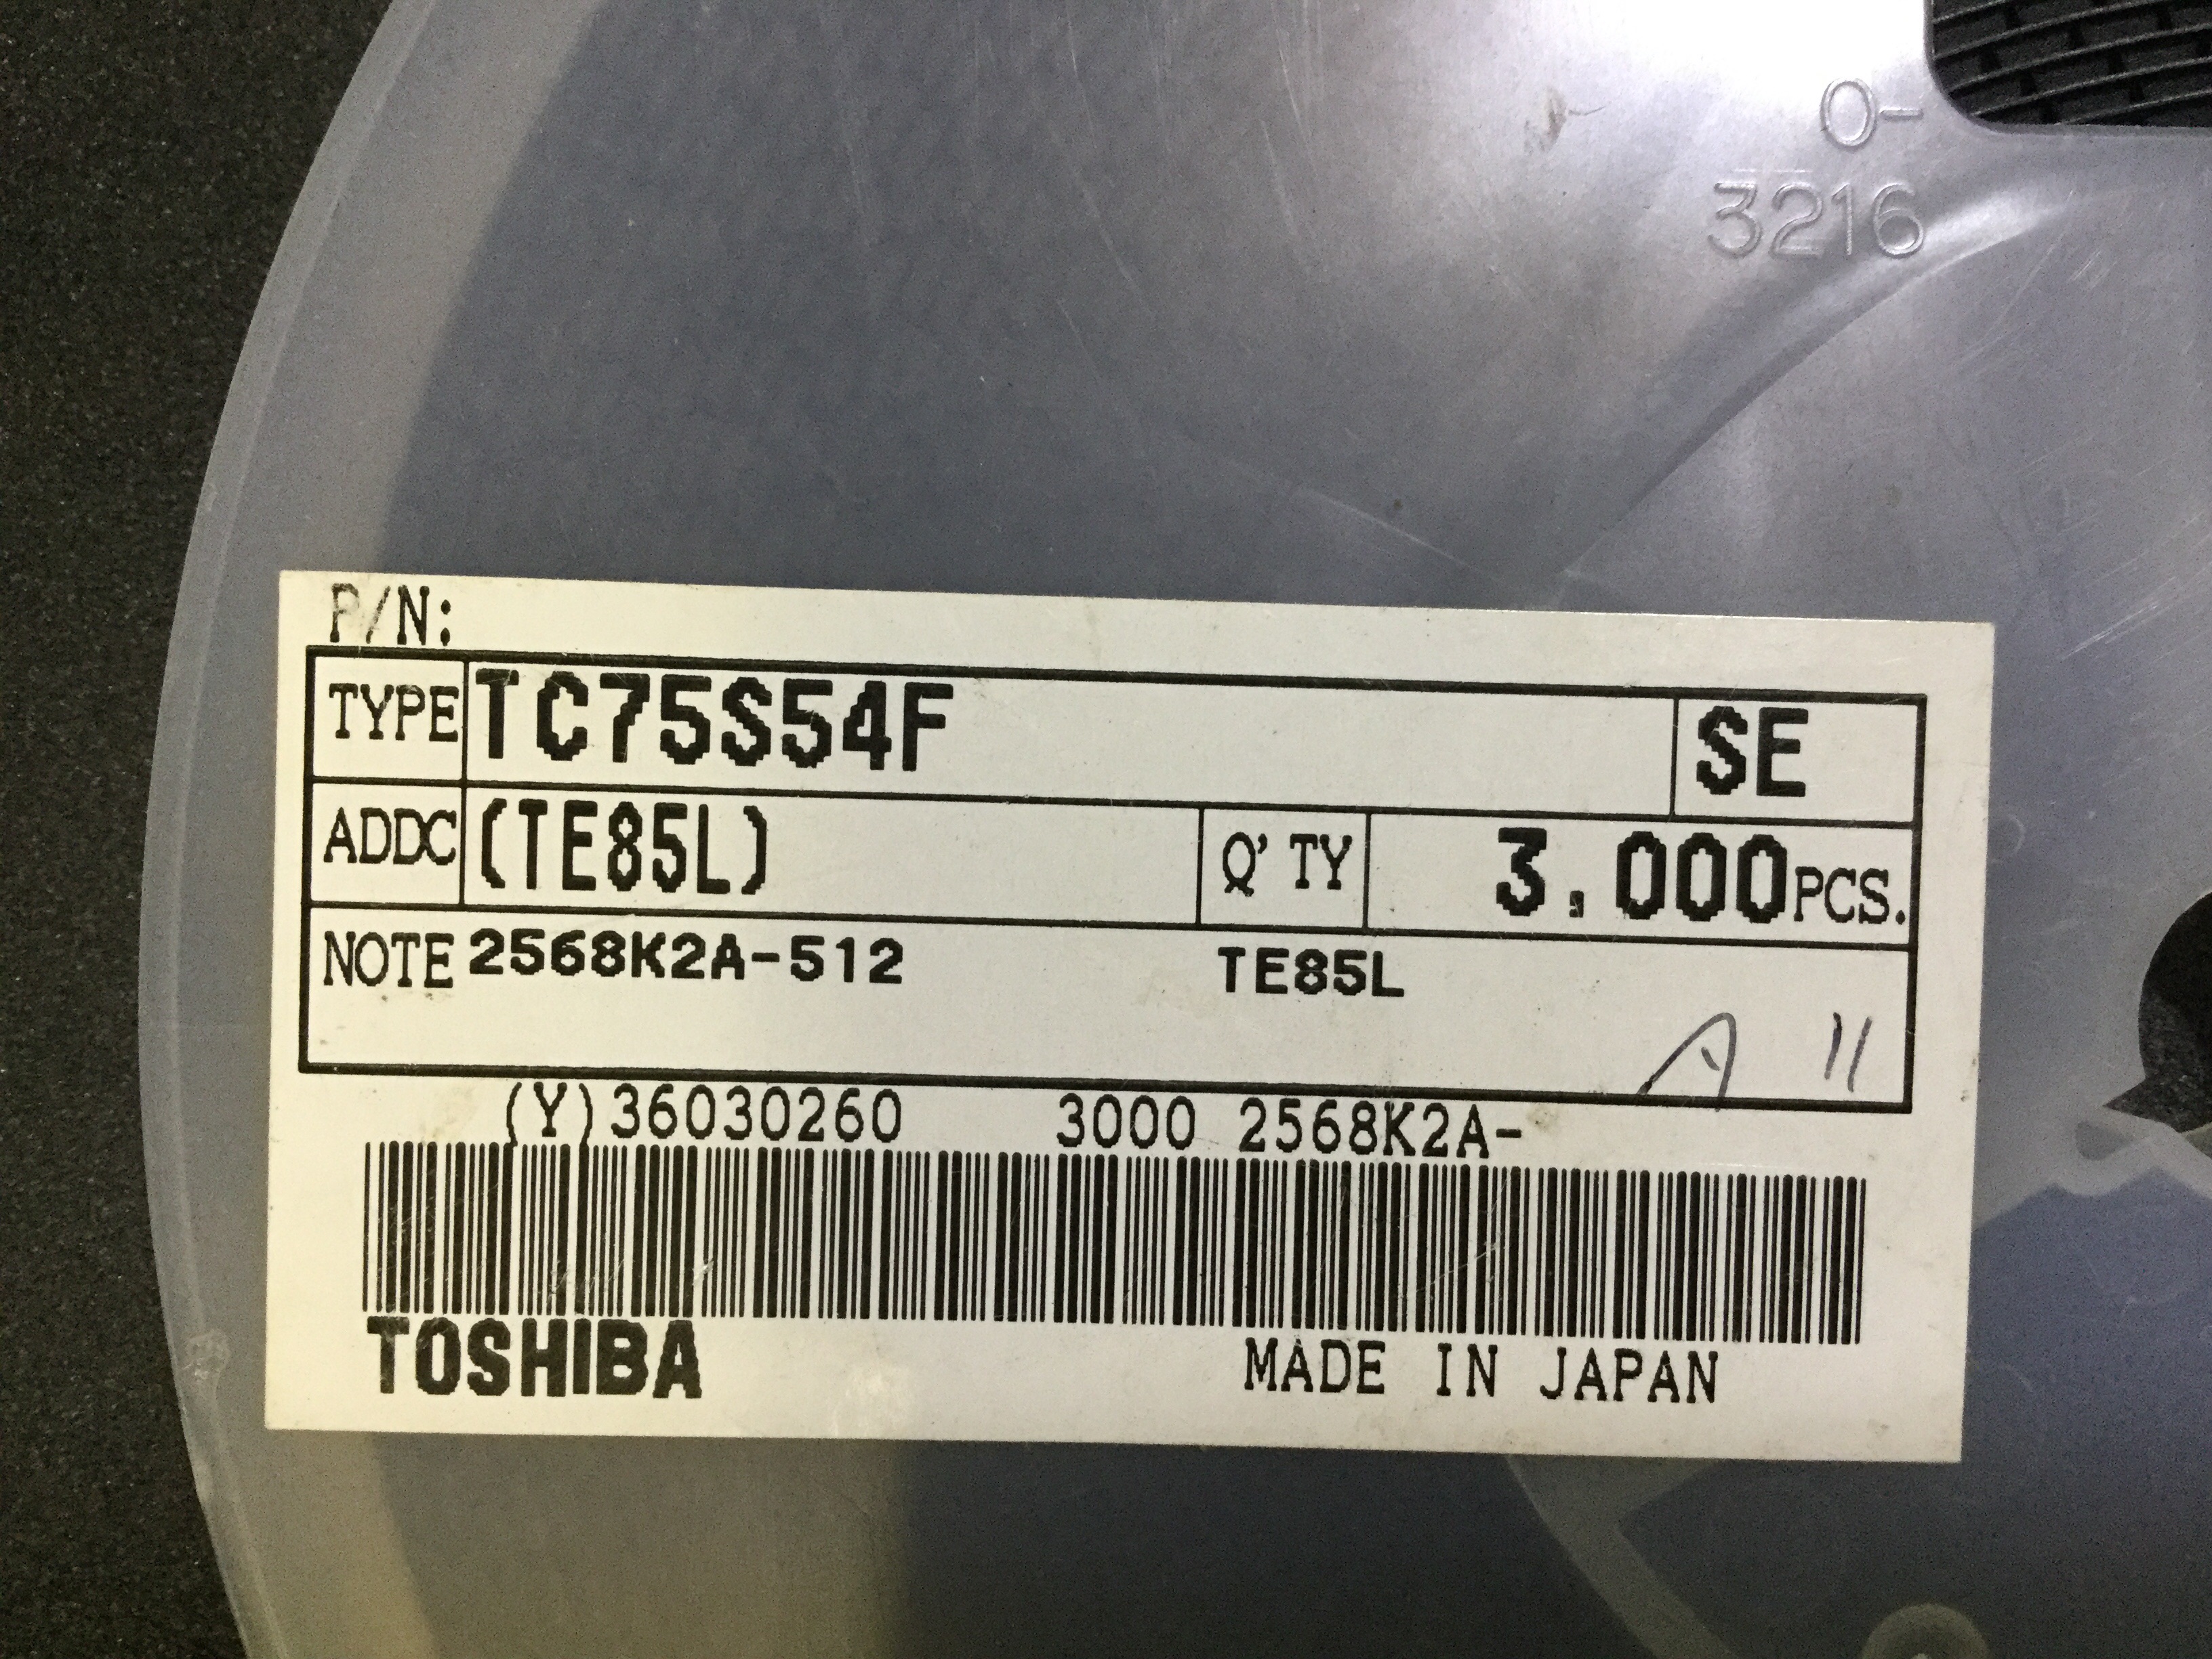 0-
3216
P/N:
TYPE TC75S54F SE
ADDC (TE85L) Q'TY 3,000PCS.
NOTE 2568K2A-512 TE85L
A 11
(Y)36030260 3000 2568K2A-
TOSHIBA MADE IN JAPAN